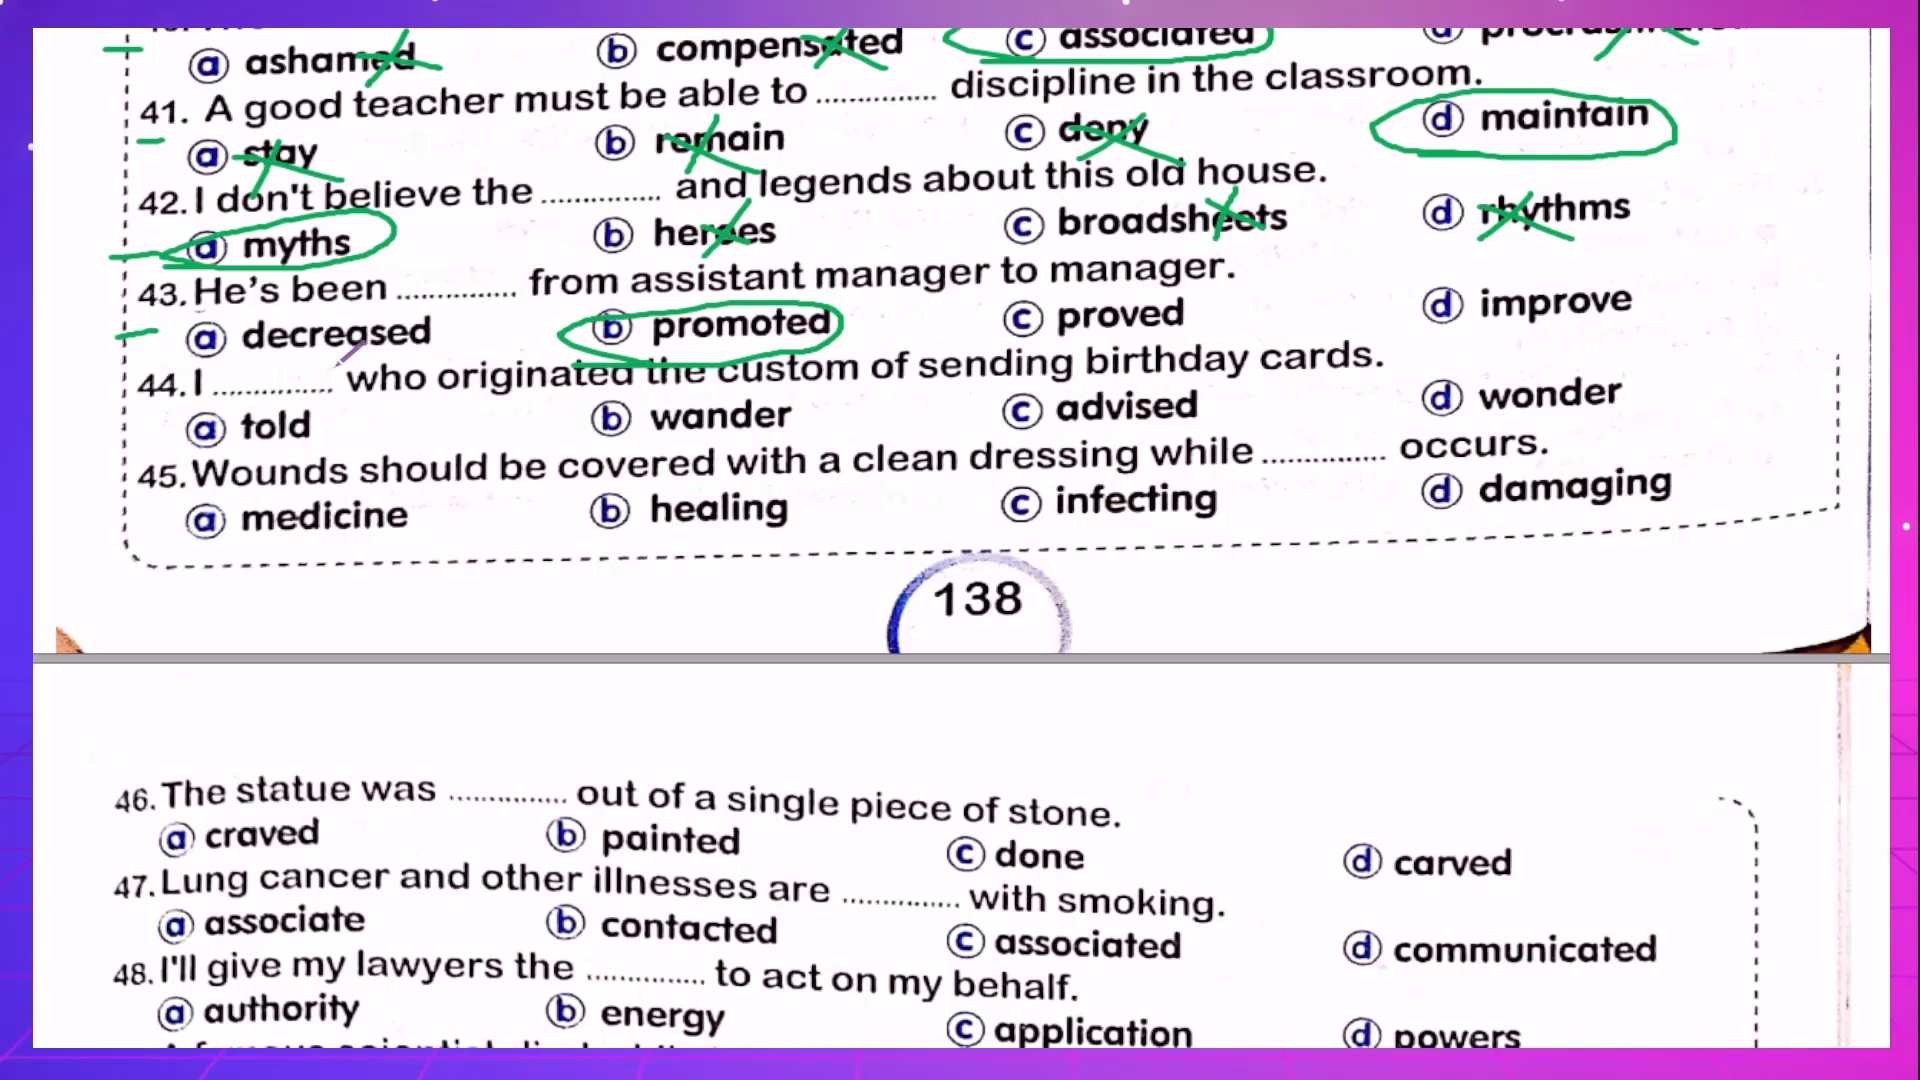 a ashamed b compensated c associated
41. A good teacher must be able to .............. discipline in the classroom.
a stay b remain c deny d maintain
42. I don't believe the .............. and legends about this old house.
a myths b heroes c broadsheets d rhythms
43. He's been .............. from assistant manager to manager.
a decreased b promoted c proved d improve
44. I .............. who originated the custom of sending birthday cards.
a told b wander c advised d wonder
45. Wounds should be covered with a clean dressing while .............. occurs.
a medicine b healing c infecting d damaging
138
46. The statue was .............. out of a single piece of stone.
a craved b painted c done d carved
47. Lung cancer and other illnesses are .............. with smoking.
a associate b contacted c associated d communicated
48. I'll give my lawyers the .............. to act on my behalf.
a authority b energy c application d powers